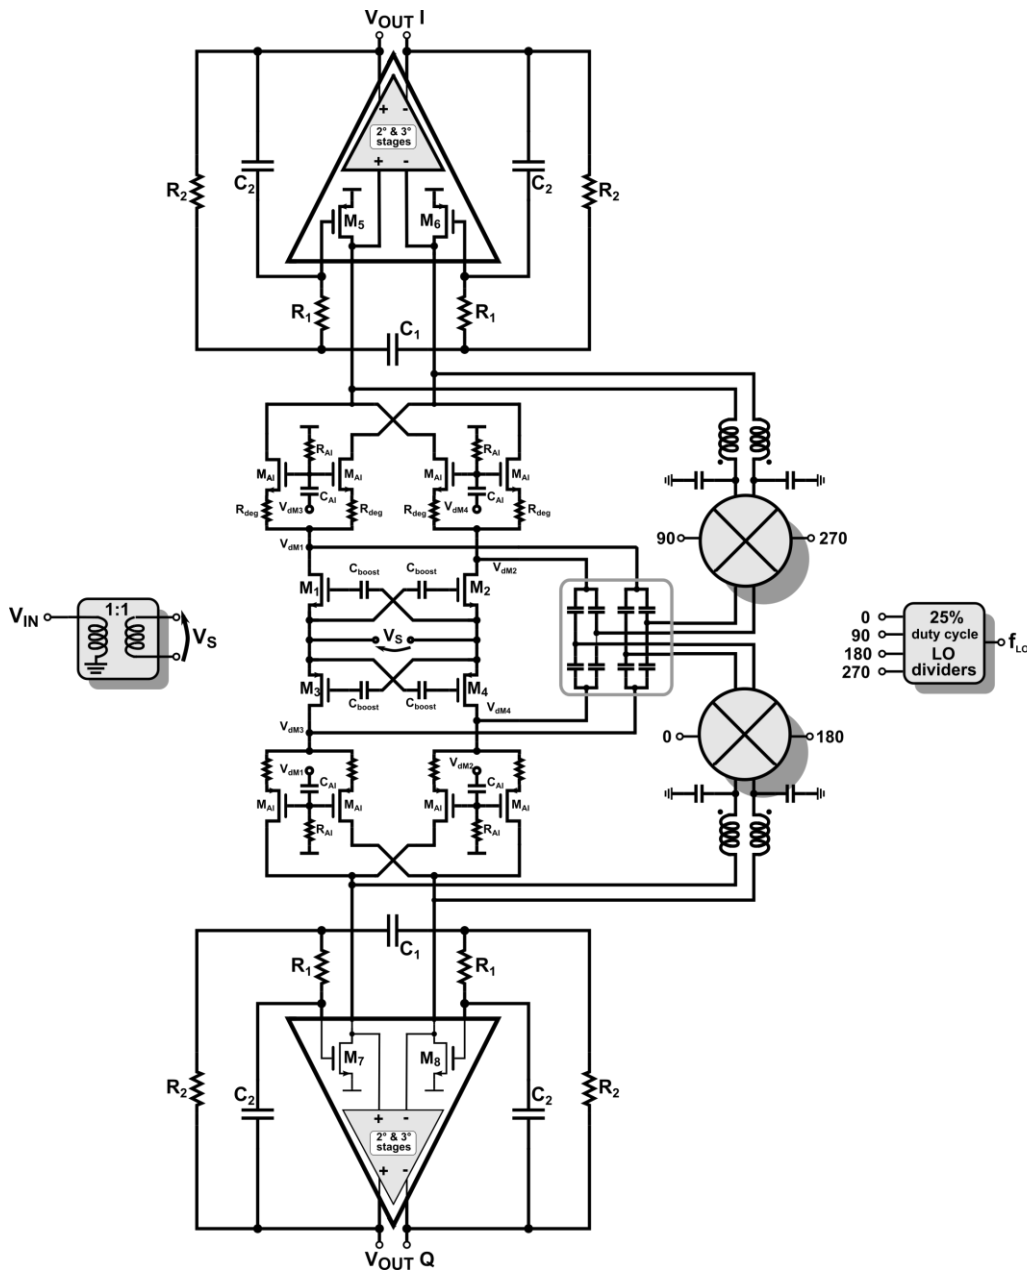 VOUT I
+ -
2° & 3°
stages
+ -
R2
C2
C2
R2
M5
M6
R1
R1
C1
RAI
RAI
MAI
MAI
MAI
MAI
CAI
CAI
Rdeg
VdM3
Rdeg
Rdeg
VdM4
Rdeg
VdM1
VdM2
90
270
Cboost
Cboost
M1
M2
VIN
1:1
VS
VS
0
90
180
270
25%
duty cycle
LO
dividers
fLO
M3
M4
Cboost
Cboost
VdM4
VdM3
0
180
VdM1
VdM2
CAI
CAI
MAI
MAI
MAI
MAI
RAI
RAI
C1
R1
R1
M7
M8
R2
C2
C2
R2
+ -
2° & 3°
stages
+ -
VOUT Q